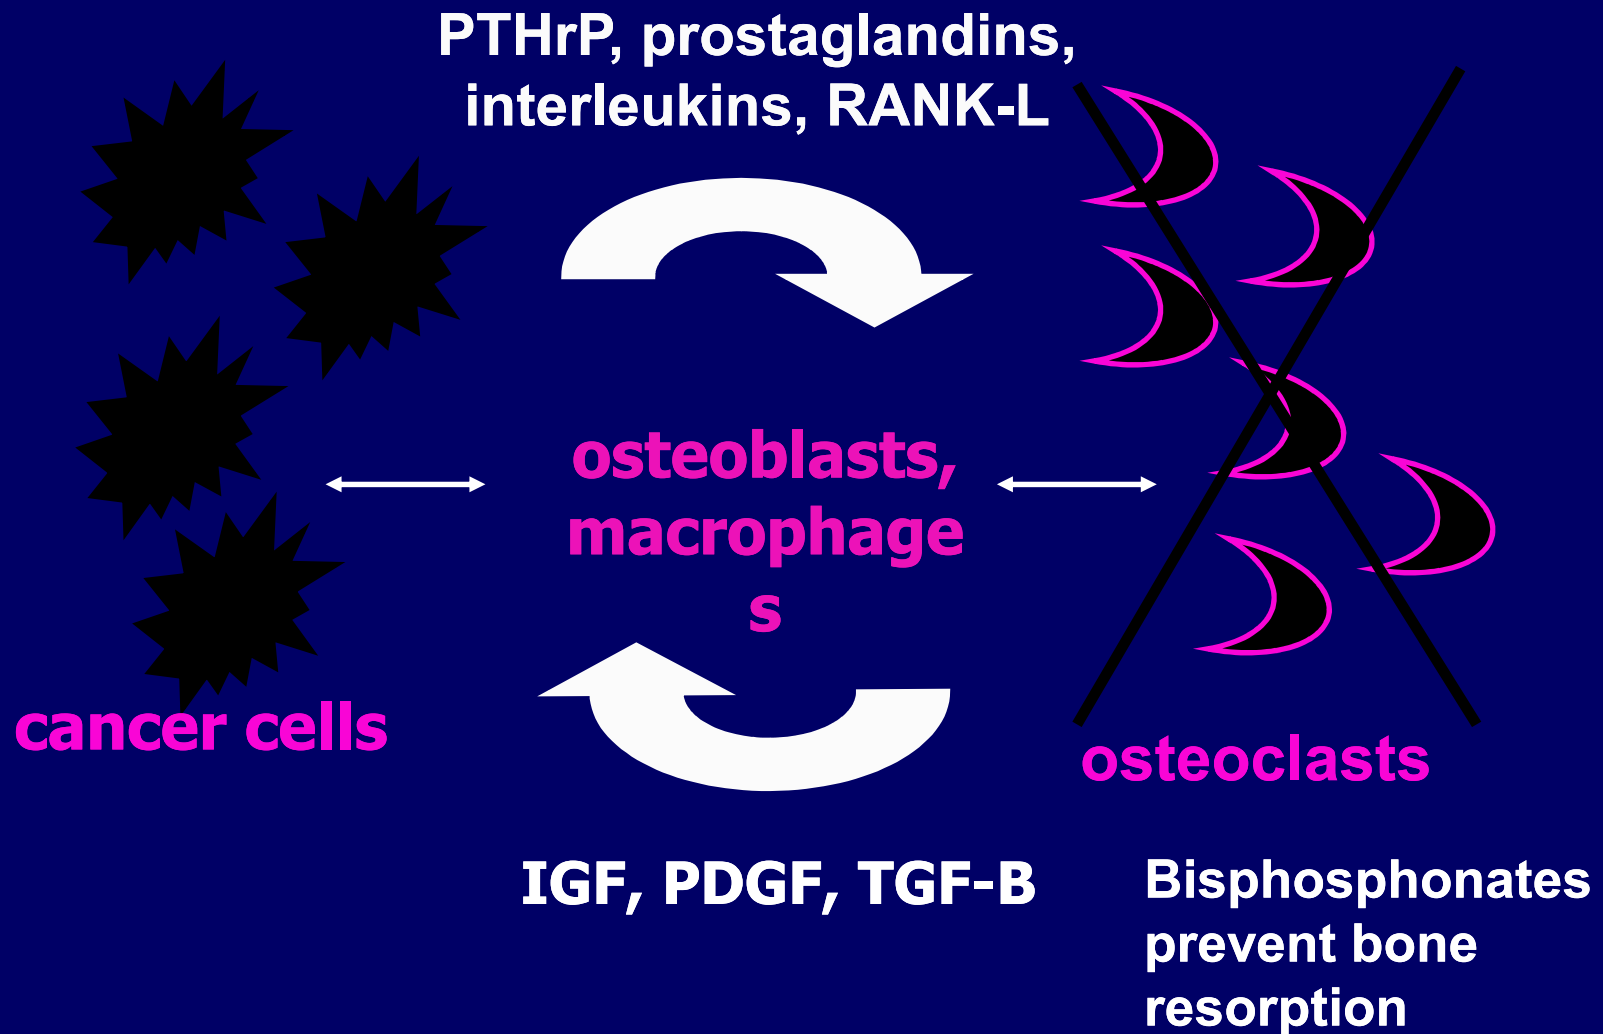 PTHrP, prostaglandins,
interleukins, RANK-L
osteoblasts,
macrophage
s
cancer cells
osteoclasts
IGF, PDGF, TGF-B
Bisphosphonates
prevent bone
resorption